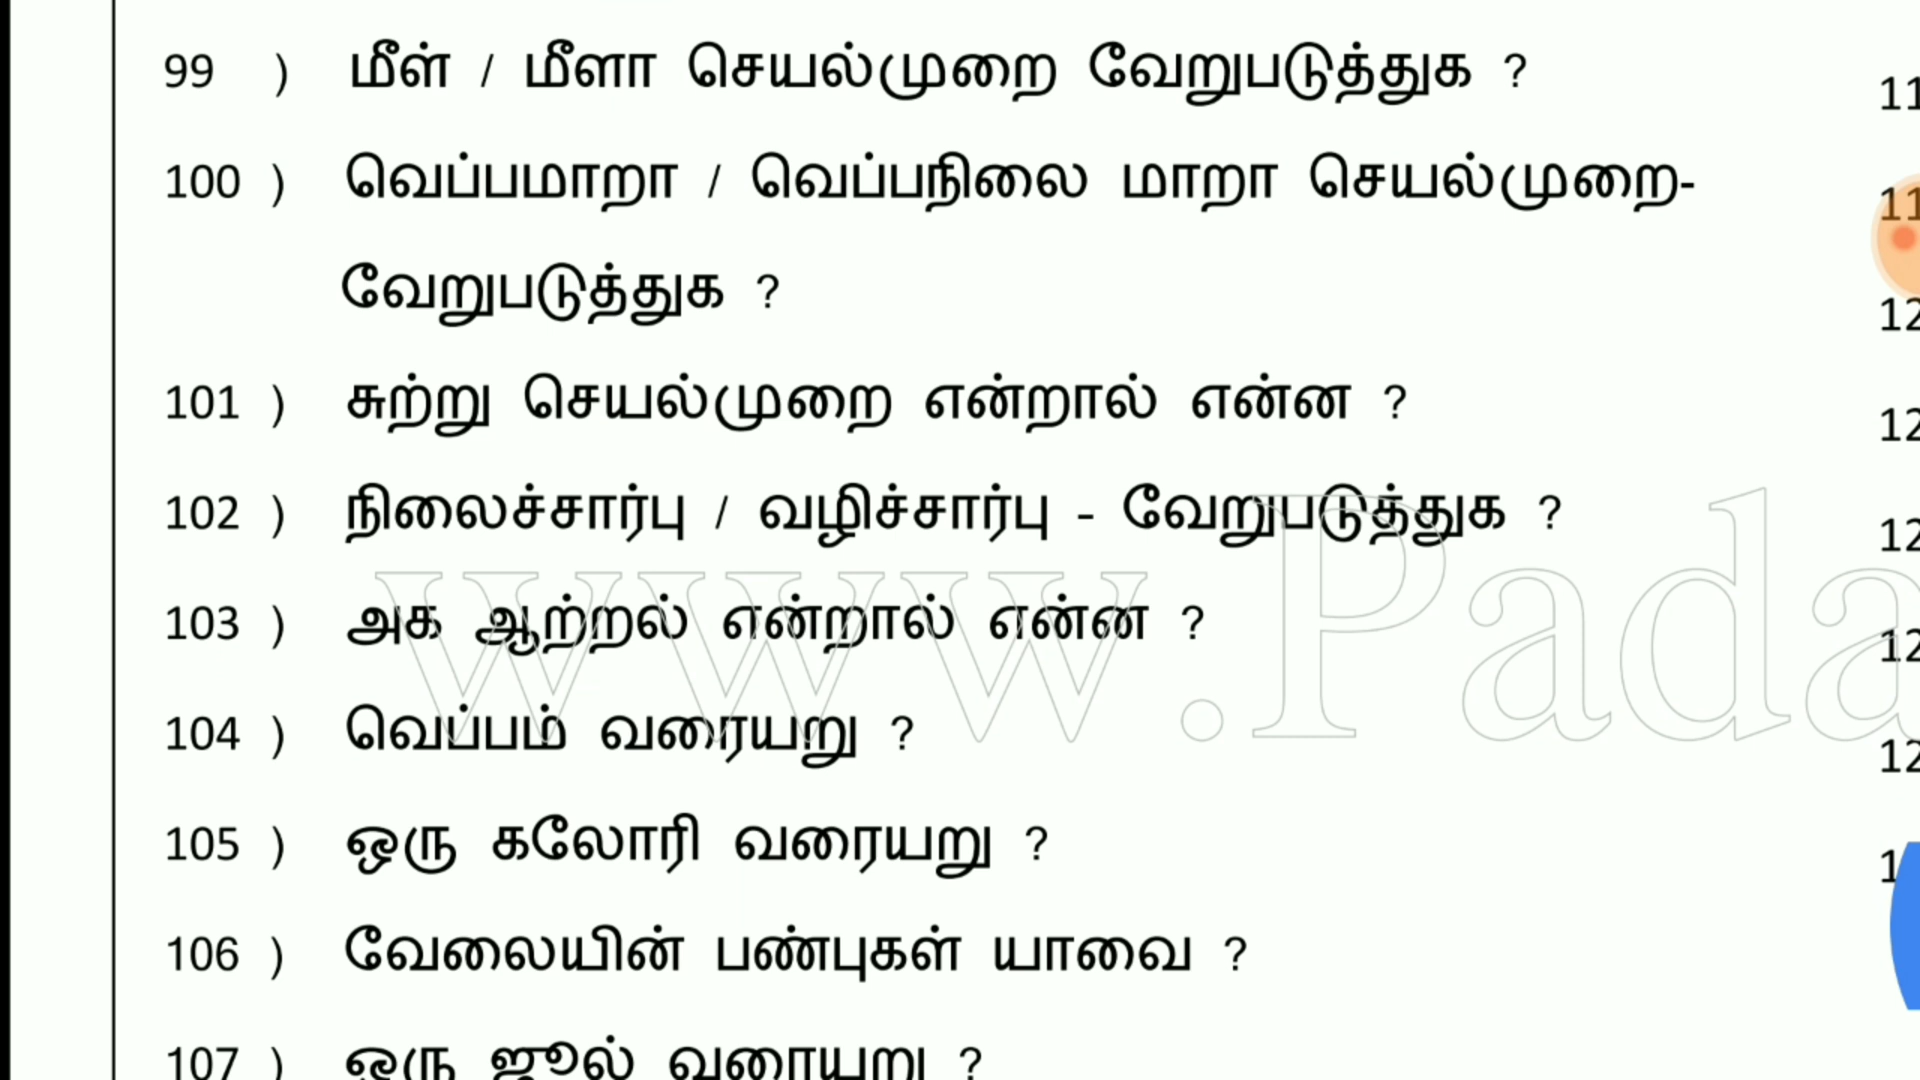 99 ) மீள் / மீளா செயல்முறை வேறுபடுத்துக ?
100 ) வெப்பமாறா / வெப்பநிலை மாறா செயல்முறை-
வேறுபடுத்துக ?
101 ) சுற்று செயல்முறை என்றால் என்ன ?
102 ) நிலைச்சார்பு / வழிச்சார்பு - வேறுபடுத்துக ?
103 ) அக ஆற்றல் என்றால் என்ன ?
104 ) வெப்பம் வரையறு ?
105 ) ஒரு கலோரி வரையறு ?
106 ) வேலையின் பண்புகள் யாவை ?
107 ) ஒரு ஜூல் வரையறு ?
www.Pada